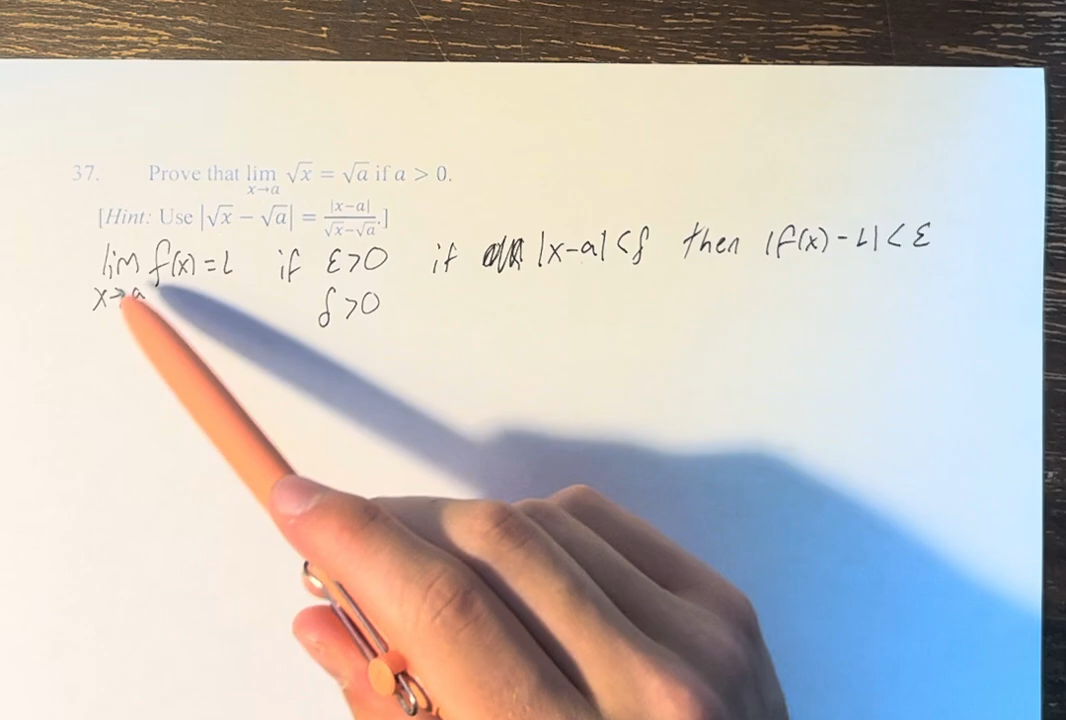 37. Prove that lim x→a √x = √a if a > 0.
[Hint: Use |√x − √a| = |x−a| / √x−√a.]
lim x→a f(x) = L if ε>0 if |x−a|<δ then |f(x)−L|<ε
δ>0